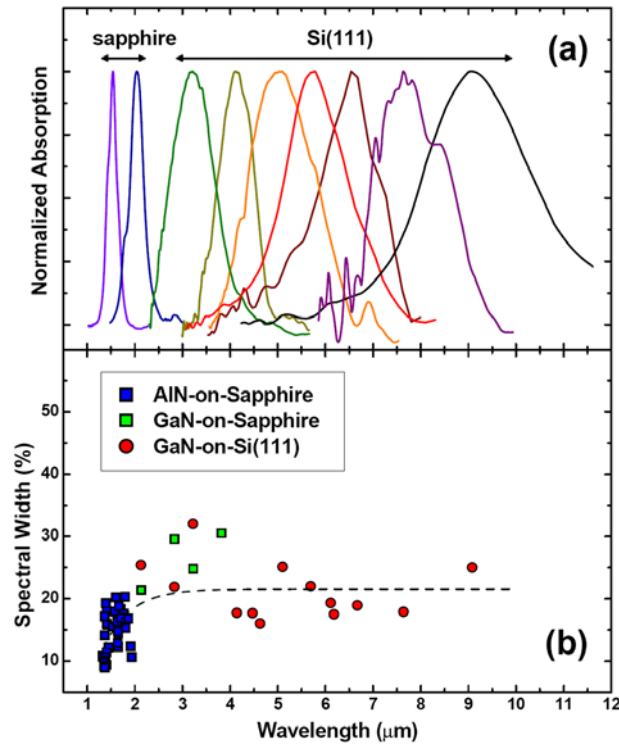 sapphire
Si(111)
(a)
Normalized Absorption
AlN-on-Sapphire
GaN-on-Sapphire
GaN-on-Si(111)
50
40
30
20
10
Spectral Width (%)
(b)
1 2 3 4 5 6 7 8 9 10 11 12
Wavelength (μm)